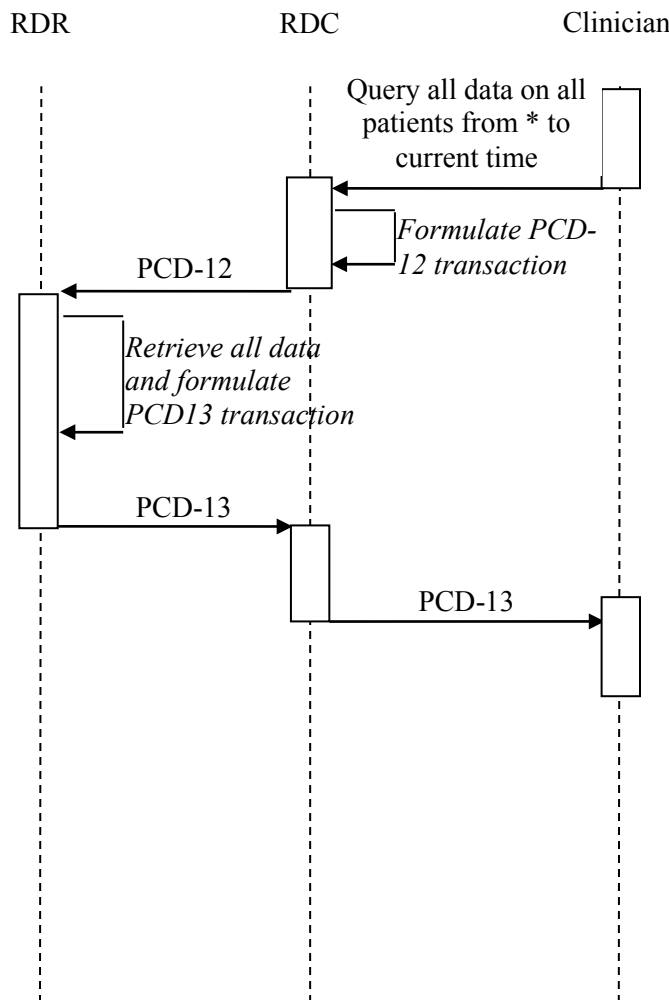 RDR
RDC
Clinician
Query all data on all
patients from * to
current time
Formulate PCD-
12 transaction
PCD-12
Retrieve all data
and formulate
PCD13 transaction
PCD-13
PCD-13